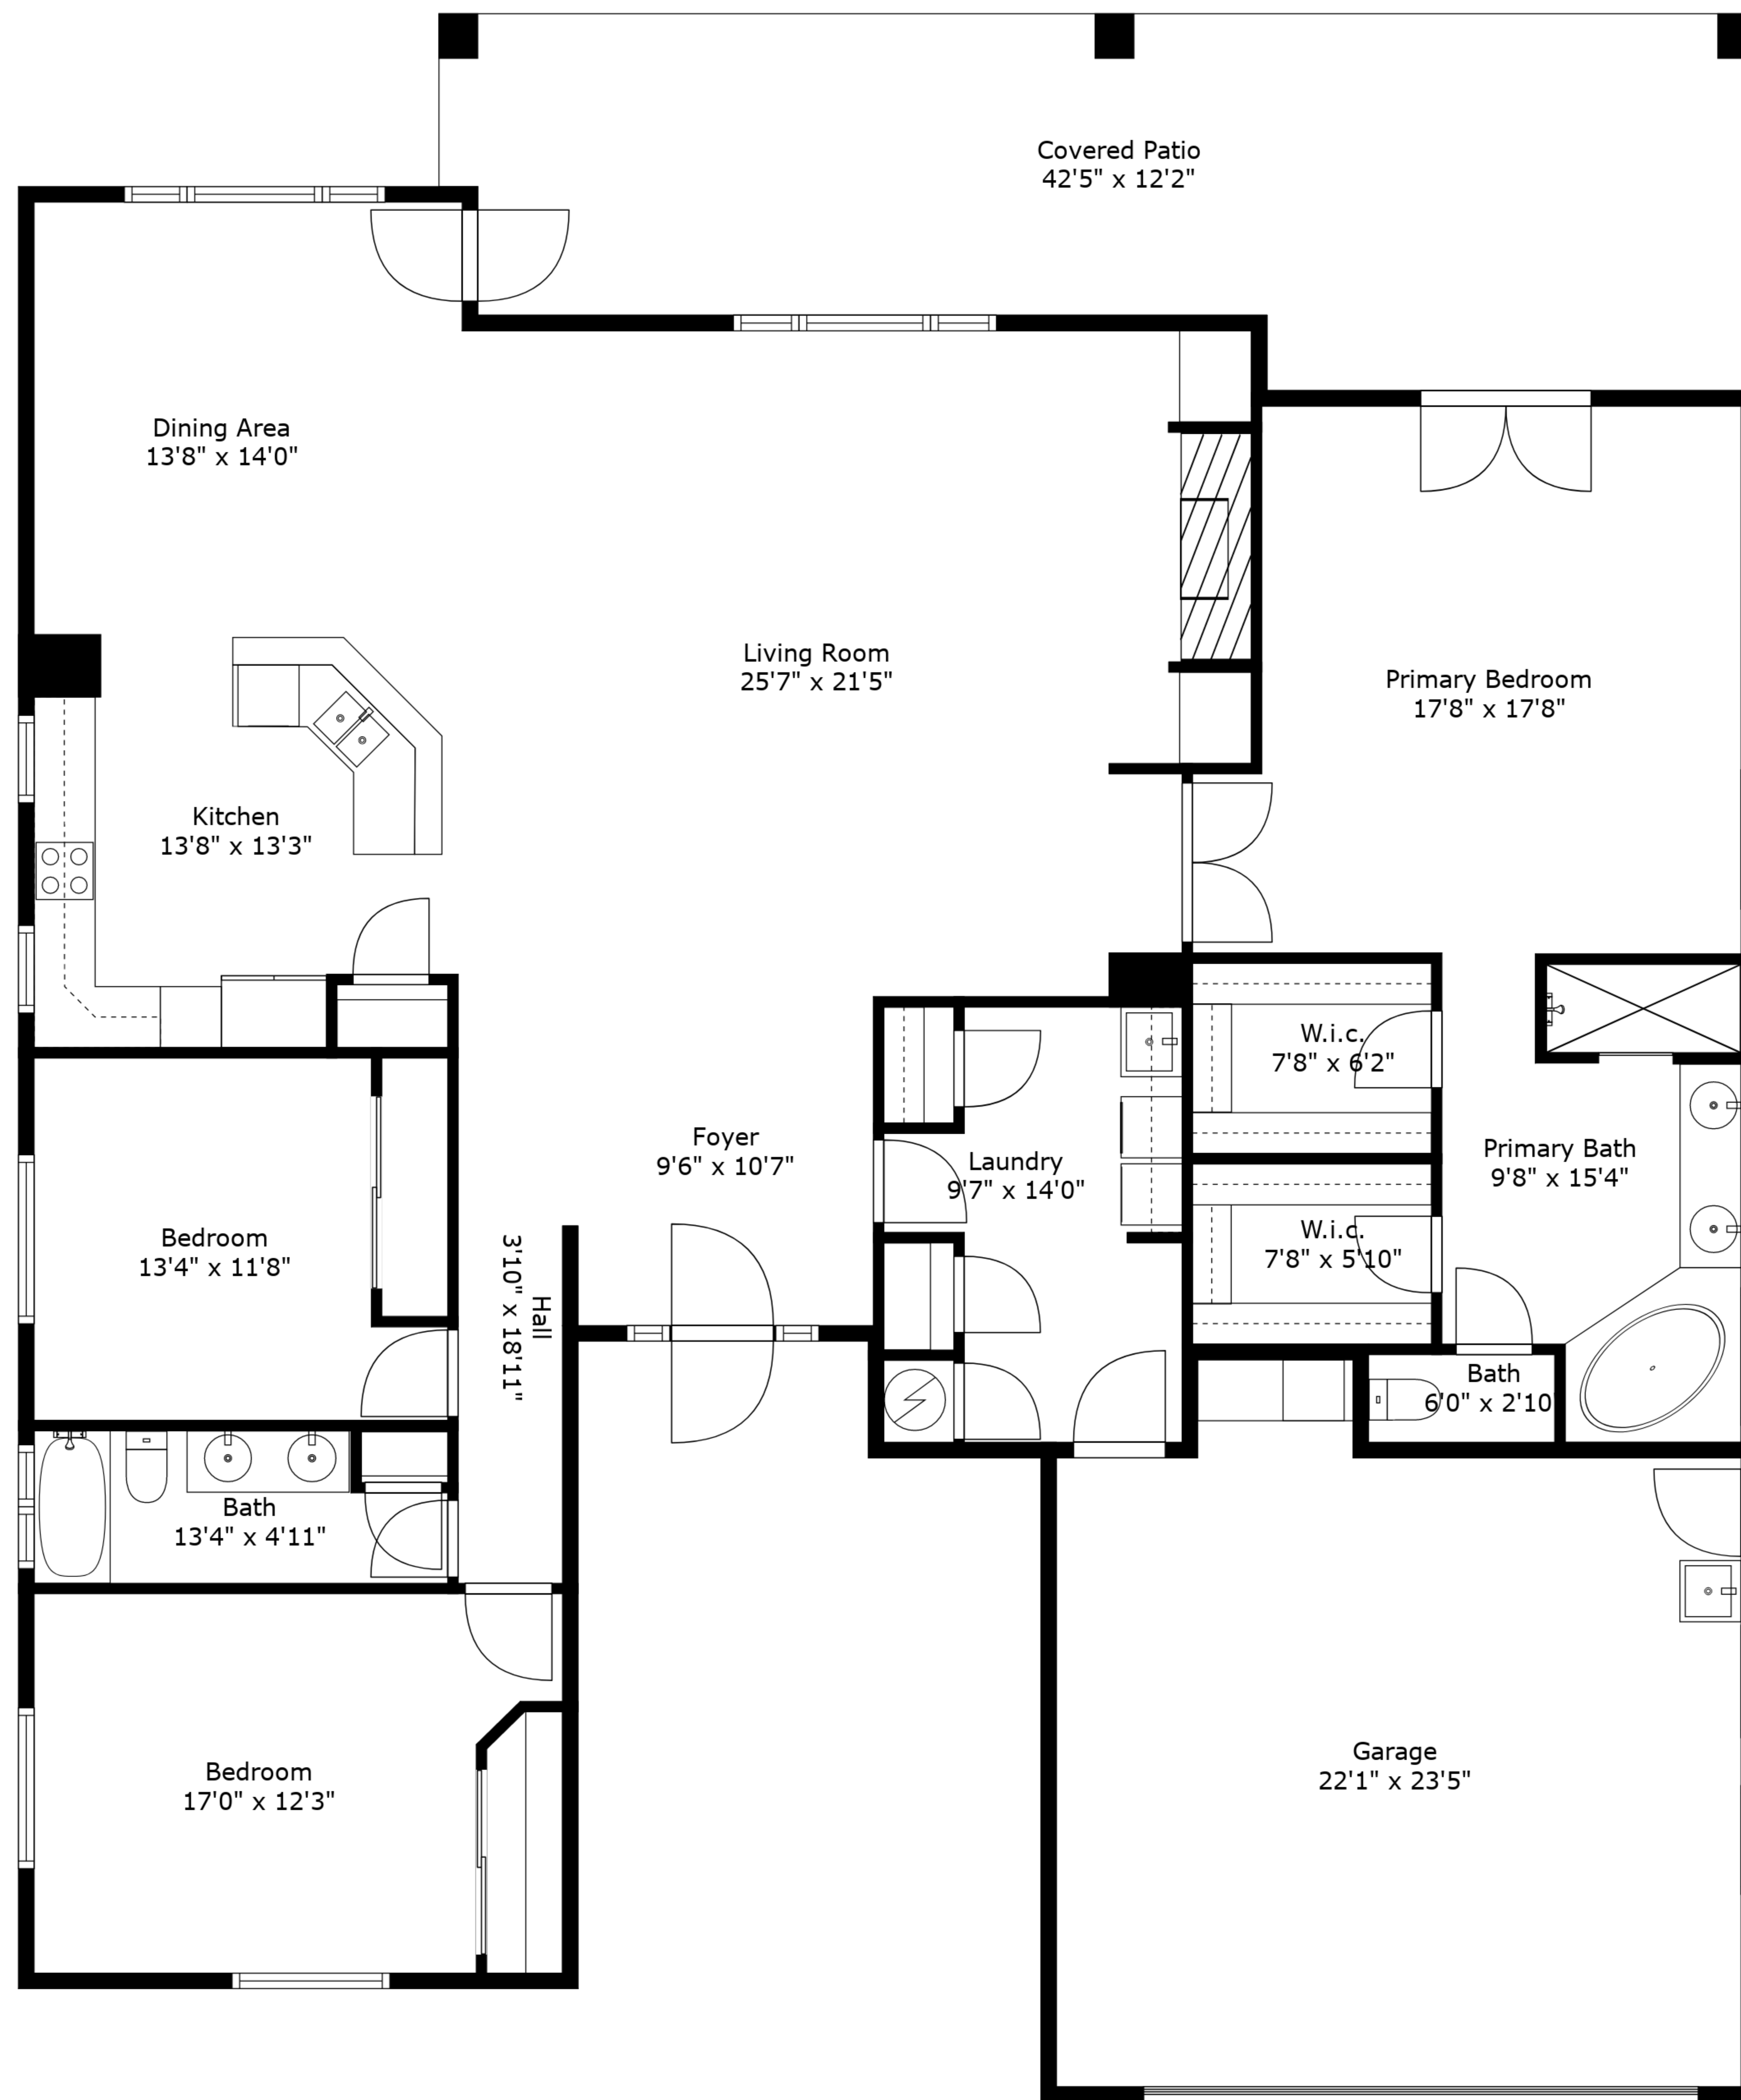 Covered Patio
42'5" x 12'2"
Dining Area
13'8" x 14'0"
Living Room
25'7" x 21'5"
Primary Bedroom
17'8" x 17'8"
Kitchen
13'8" x 13'3"
W.i.c.
7'8" x 6'2"
Foyer
9'6" x 10'7"
Laundry
9'7" x 14'0"
Primary Bath
9'8" x 15'4"
Bedroom
13'4" x 11'8"
W.i.c.
7'8" x 5'10"
Hall
3'10" x 18'11"
Bath
6'0" x 2'10
Bath
13'4" x 4'11"
Garage
22'1" x 23'5"
Bedroom
17'0" x 12'3"